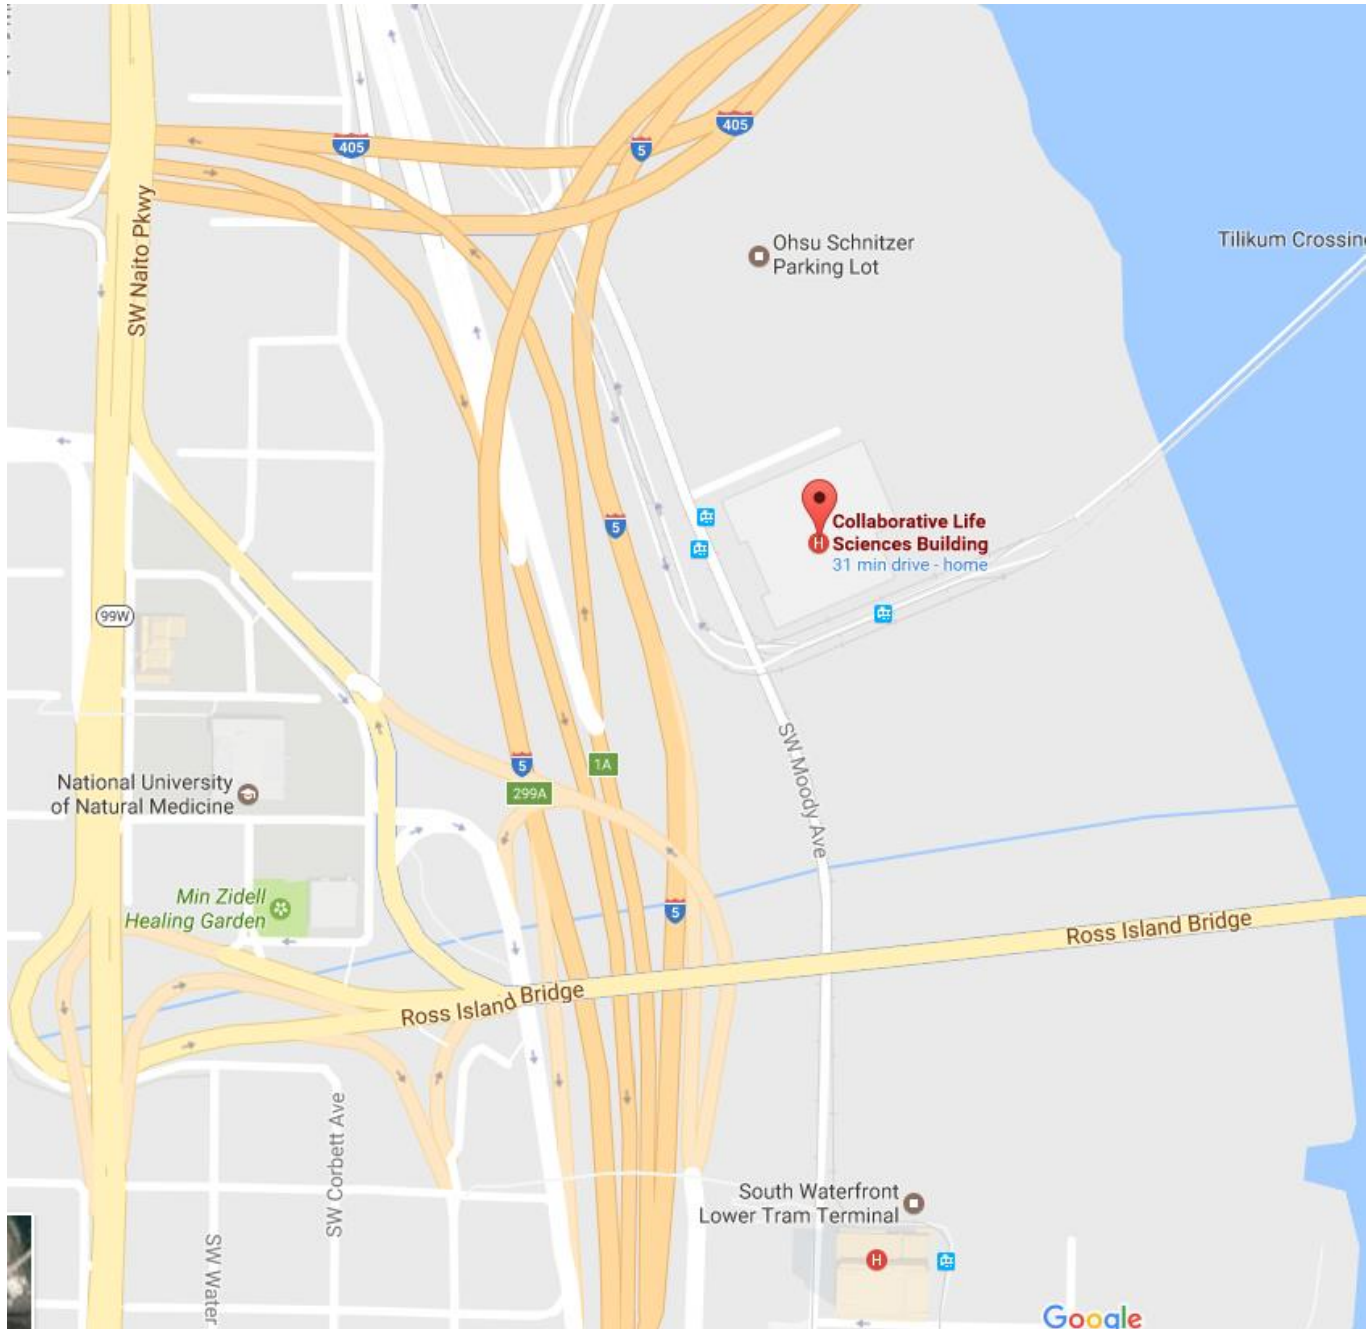 405
5
405
SW Naito Pkwy
Ohsu Schnitzer
Parking Lot
Tilikum Crossing
5
Collaborative Life
Sciences Building
31 min drive - home
H
99W
SW Moody Ave
5
1A
299A
National University
of Natural Medicine
Min Zidell
Healing Garden
5
Ross Island Bridge
Ross Island Bridge
SW Corbett Ave
South Waterfront
Lower Tram Terminal
SW Water
H
Google